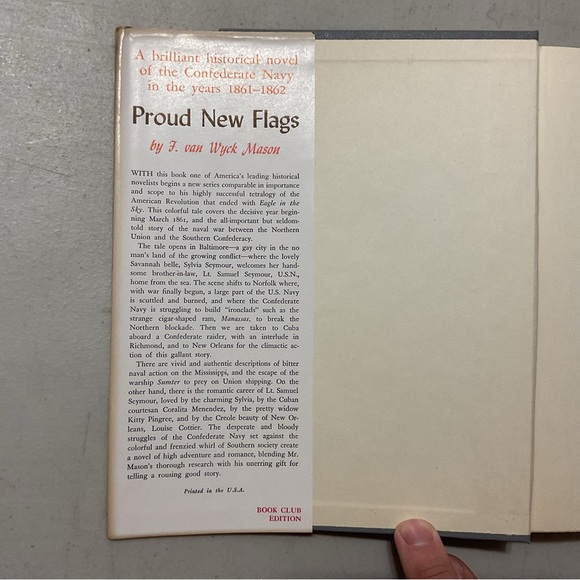 A brilliant historical novel
of the Confederate Navy
in the years 1861–1862
Proud New Flags
by F. van Wyck Mason
WITH this book one of America's leading historical
novelists begins a new series comparable in importance
and scope to his highly successful tetralogy of the
American Revolution that ended with Eagle in the
Sky. This colorful tale covers the decisive year begin-
ning March 1861, and the all-important but seldom-
told story of the naval war between the Northern
Union and the Southern Confederacy.
The tale opens in Baltimore—a gay city in the no
man's land of the growing conflict—where the lovely
Savannah belle, Sylvia Seymour, welcomes her hand-
some brother-in-law, Lt. Samuel Seymour, U.S.N.,
home from the sea. The scene shifts to Norfolk where,
with war finally begun, a large part of the U.S. Navy
is scuttled and burned, and where the Confederate
Navy is struggling to build "ironclads" such as the
strange cigar-shaped ram, Manassas, to break the
Northern blockade. Then we are taken to Cuba
aboard a Confederate raider, with an interlude in
Richmond, and to New Orleans for the climactic ac-
tion of this gallant story.
There are vivid and authentic descriptions of bitter
naval action on the Mississippi, and the escape of the
warship Sumter to prey on Union shipping. On the
other hand, there is the romantic career of Lt. Samuel
Seymour, loved by the charming Sylvia, by the Cuban
courtesan Coralita Menendez, by the pretty widow
Kitty Pingree, and by the Creole beauty of New Or-
leans, Louise Cottier. The desperate and bloody
struggles of the Confederate Navy set against the
colorful and frenzied whirl of Southern society create
a novel of high adventure and romance, blending Mr.
Mason's thorough research with his unerring gift for
telling a rousing good story.
Printed in the U.S.A.
BOOK CLUB
EDITION